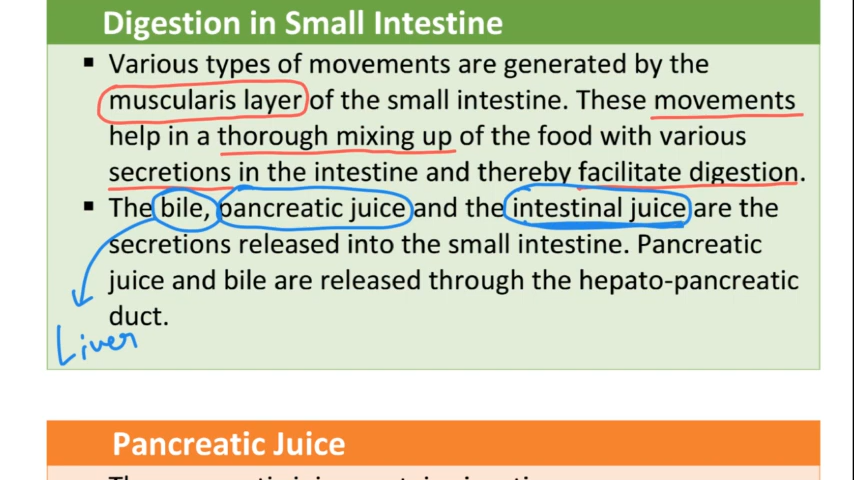 Digestion in Small Intestine
▪ Various types of movements are generated by the
muscularis layer of the small intestine. These movements
help in a thorough mixing up of the food with various
secretions in the intestine and thereby facilitate digestion.
▪ The bile, pancreatic juice and the intestinal juice are the
secretions released into the small intestine. Pancreatic
juice and bile are released through the hepato-pancreatic
duct.
Liver
Pancreatic Juice